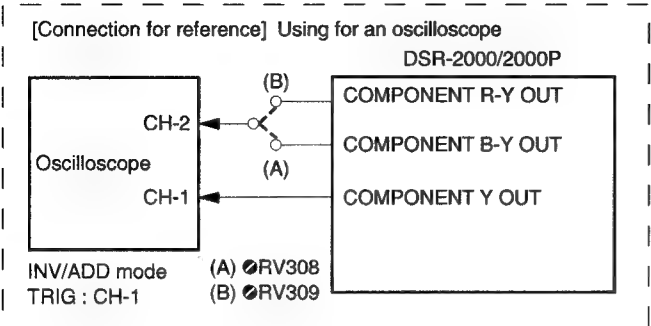 [Connection for reference] Using for an oscilloscope
DSR-2000/2000P
(B)
COMPONENT R-Y OUT
CH-2
COMPONENT B-Y OUT
Oscilloscope
(A)
CH-1
COMPONENT Y OUT
INV/ADD mode
(A) ⊘RV308
TRIG : CH-1
(B) ⊘RV309